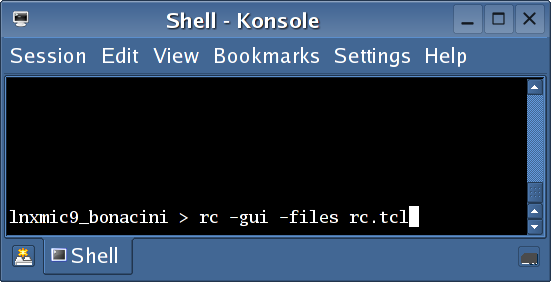 Shell - Konsole
Session Edit View Bookmarks Settings Help
lnxmic9_bonacini > rc -gui -files rc.tcl
Shell